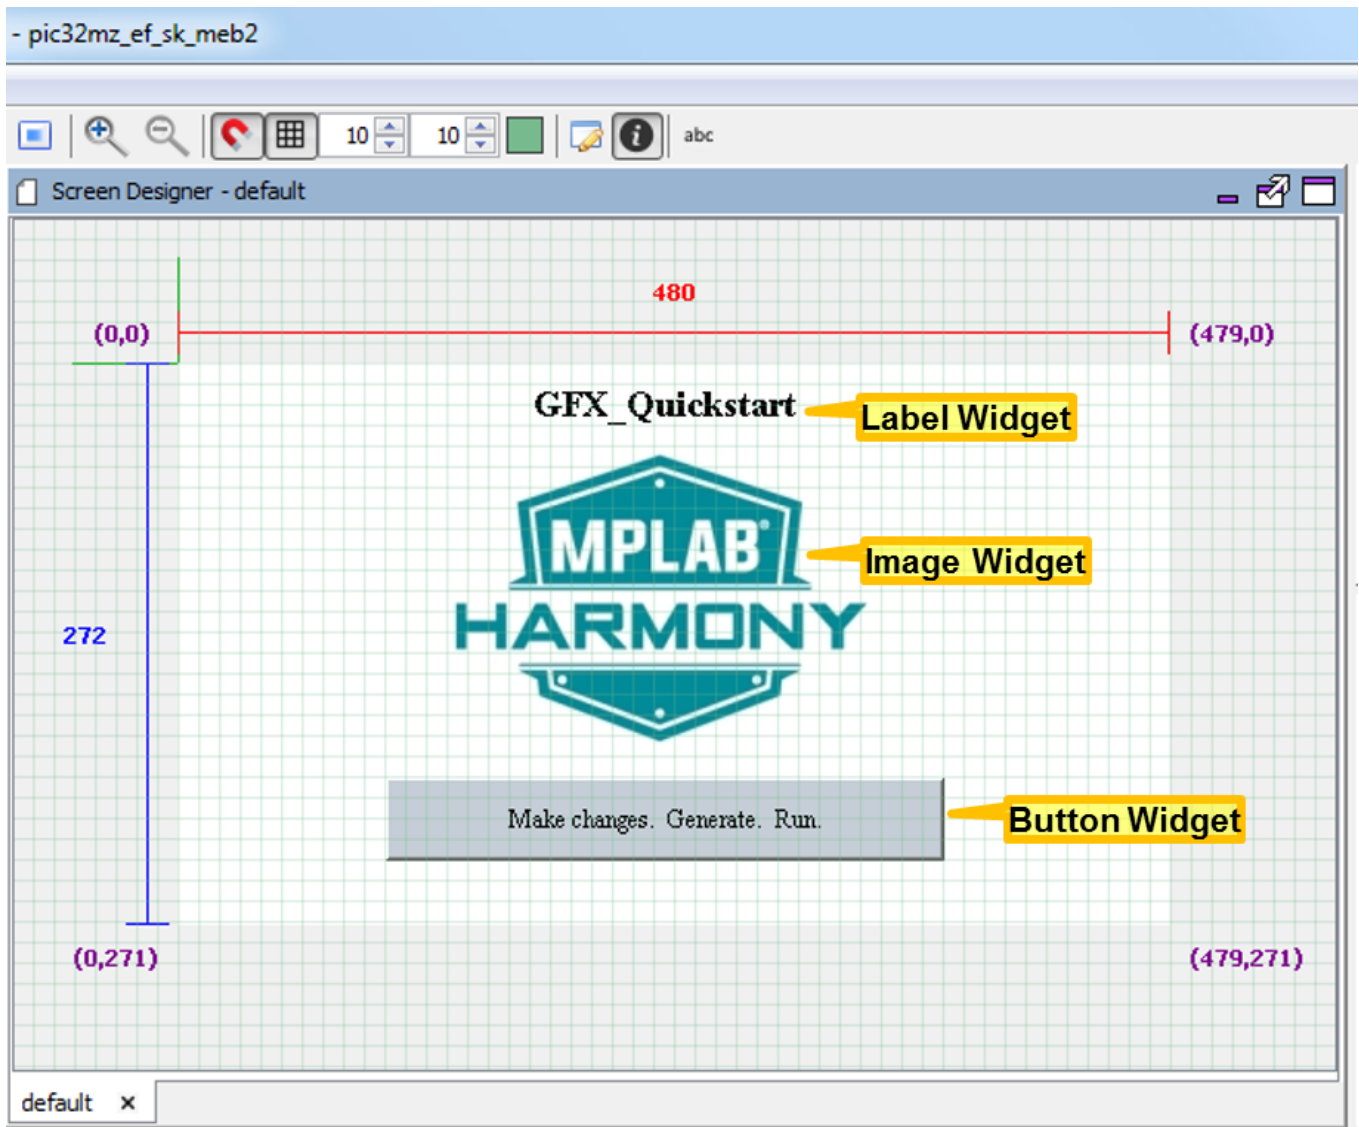 - pic32mz_ef_sk_meb2
10 10 abc
Screen Designer - default
480
(0,0) (479,0)
GFX_Quickstart
Label Widget
MPLAB®
Image Widget
HARMONY
272
Make changes. Generate. Run.
Button Widget
(0,271) (479,271)
default